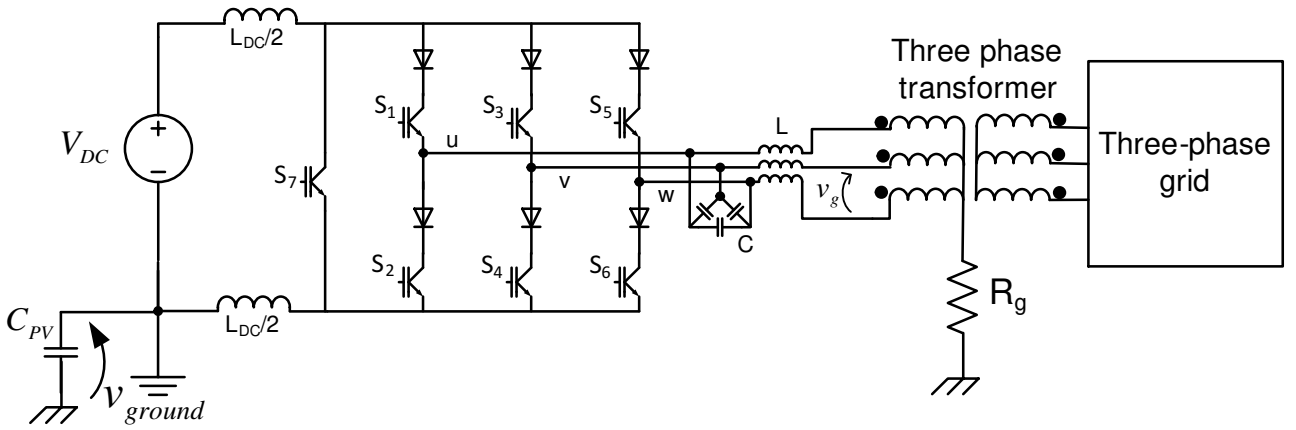 L_DC/2
Three phase
transformer
V_DC
+
−
S_7
S_1
S_3
S_5
u
v
w
L
v_g
C
Three-phase
grid
S_2
S_4
S_6
R_g
L_DC/2
C_PV
v_ground